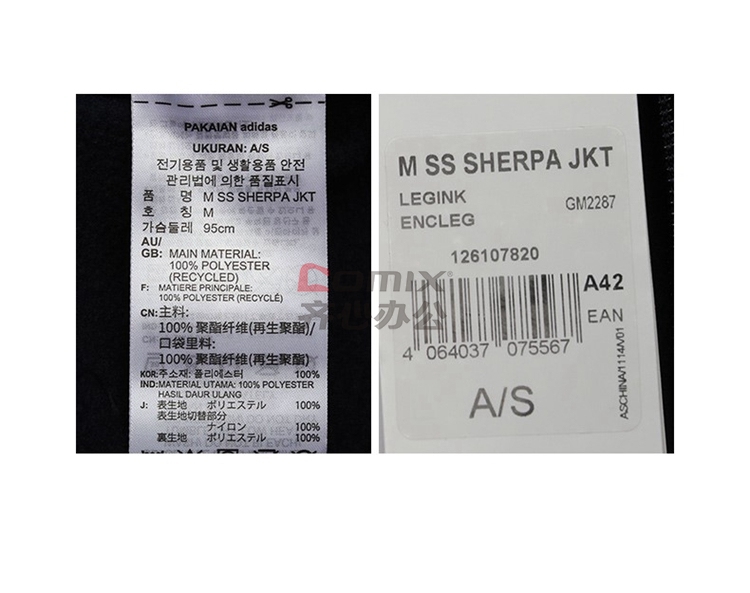 PAKAIAN adidas
UKURAN: A/S
전기용품 및 생활용품 안전
관리법에 의한 품질표시
품 명 M SS SHERPA JKT
호 칭 M
가슴둘레 95cm
AU/
GB: MAIN MATERIAL:
100% POLYESTER
(RECYCLED)
F: MATIERE PRINCIPALE:
100% POLYESTER (RECYCLÉ)
CN: 主料:
100% 聚酯纤维(再生聚酯)/
口袋里料:
100% 聚酯纤维(再生聚酯)
KOR: 주소재: 폴리에스터 100%
IND: MATERIAL UTAMA: 100% POLYESTER
HASIL DAUR ULANG
J: 表生地 ポリエステル 100%
表生地切替部分
ナイロン 100%
裏生地 ポリエステル 100%
comix
齐心办公
M SS SHERPA JKT
LEGINK
ENCLEG
GM2287
126107820
A42
EAN
4 064037 075567
A/S
ASCHINA/1114/V01